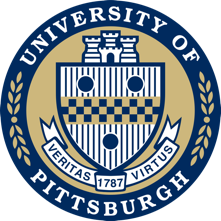 UNIVERSITY OF
PITTSBURGH
VERITAS 1787 VIRTUS